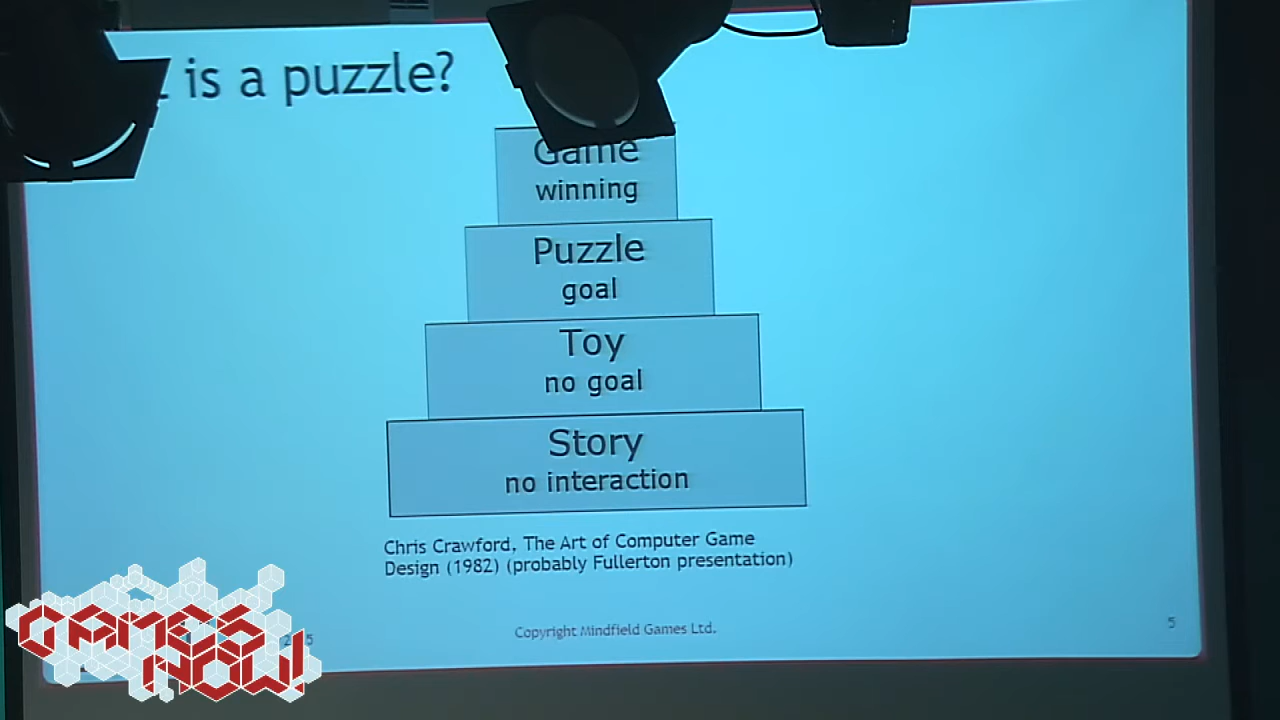 is a puzzle?
Game
winning
Puzzle
goal
Toy
no goal
Story
no interaction
Chris Crawford, The Art of Computer Game
Design (1982) (probably Fullerton presentation)
Copyright Mindfield Games Ltd.
5
GAMES
NOW!